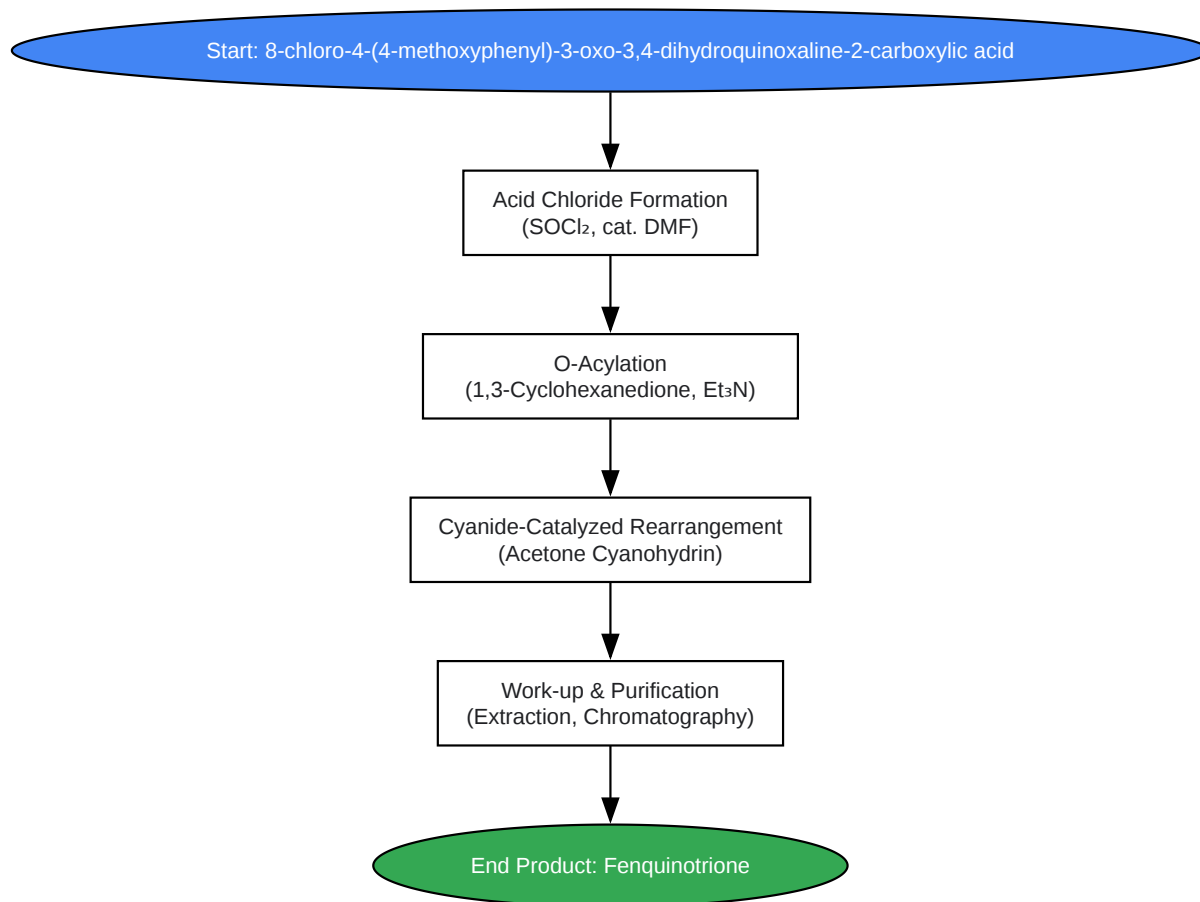 Start: 8-chloro-4-(4-methoxyphenyl)-3-oxo-3,4-dihydroquinoxaline-2-carboxylic acid
Acid Chloride Formation
(SOCl₂, cat. DMF)
O-Acylation
(1,3-Cyclohexanedione, Et₃N)
Cyanide-Catalyzed Rearrangement
(Acetone Cyanohydrin)
Work-up & Purification
(Extraction, Chromatography)
End Product: Fenquinotrione